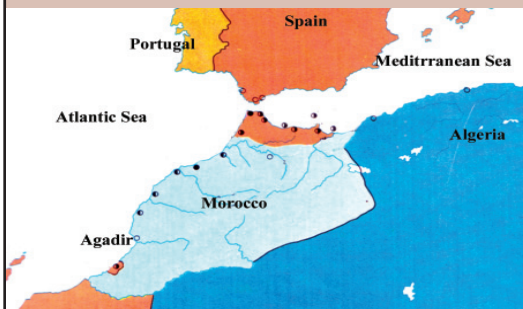 Spain
Portugal
Meditrranean Sea
Atlantic Sea
Algeria
Morocco
Agadir